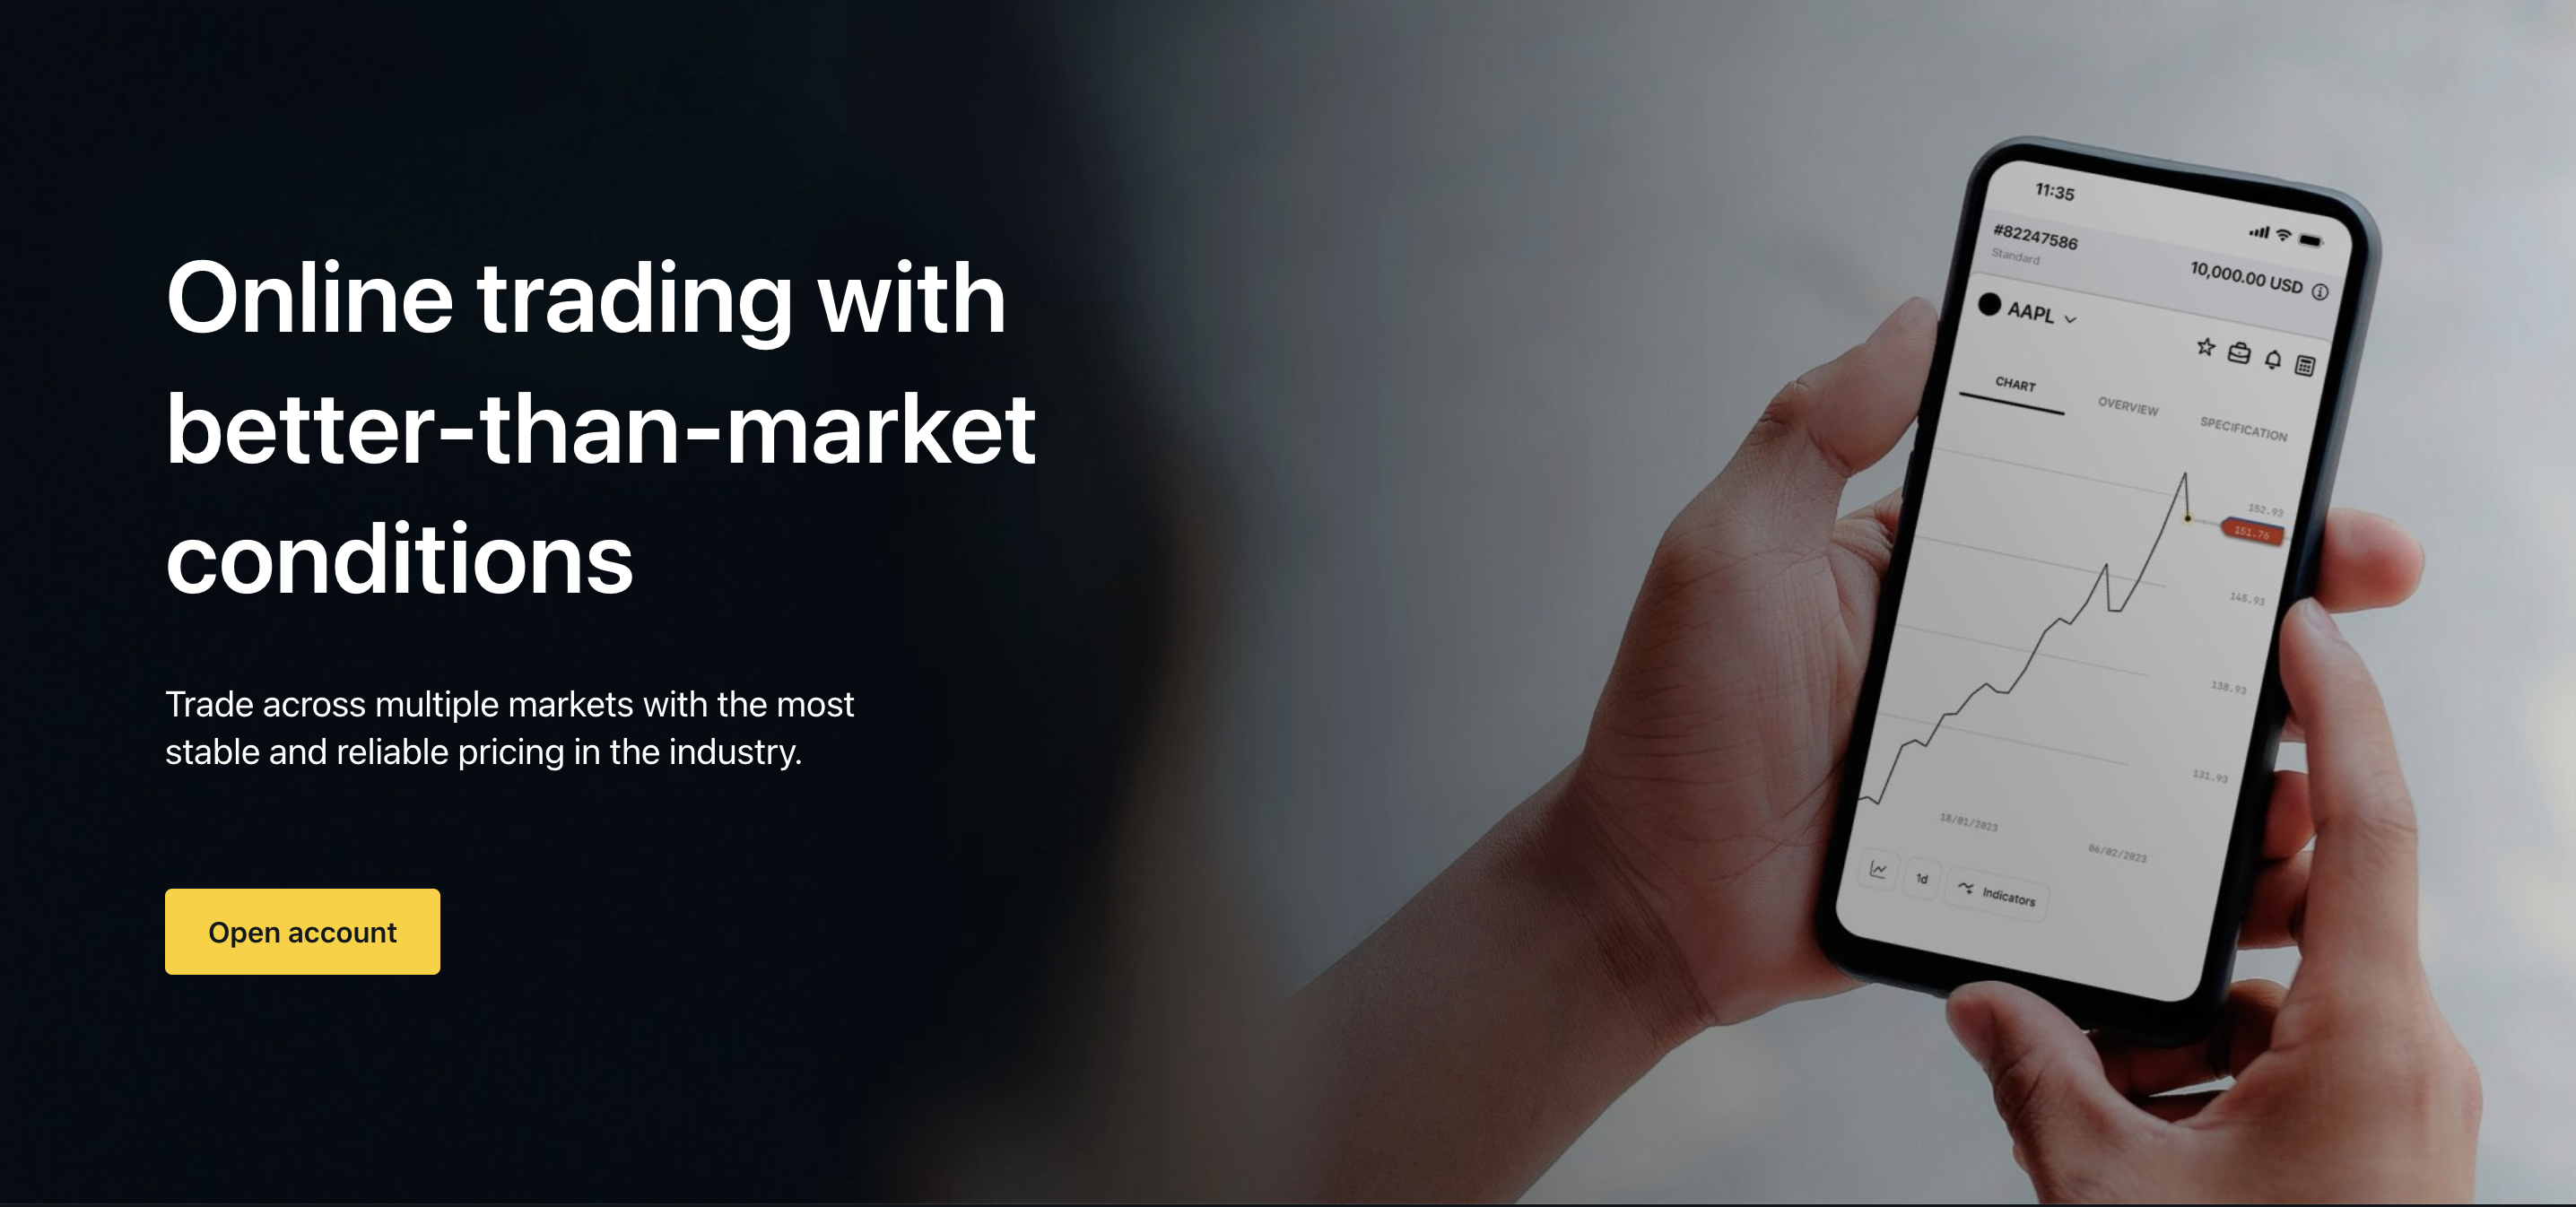 Online trading with
better-than-market
conditions
Trade across multiple markets with the most
stable and reliable pricing in the industry.
Open account
11:35
#82247586
Standard
10,000.00 USD
AAPL
CHART
OVERVIEW
SPECIFICATION
152.93
151.76
145.93
138.93
131.93
18/01/2023
06/02/2023
1d
Indicators